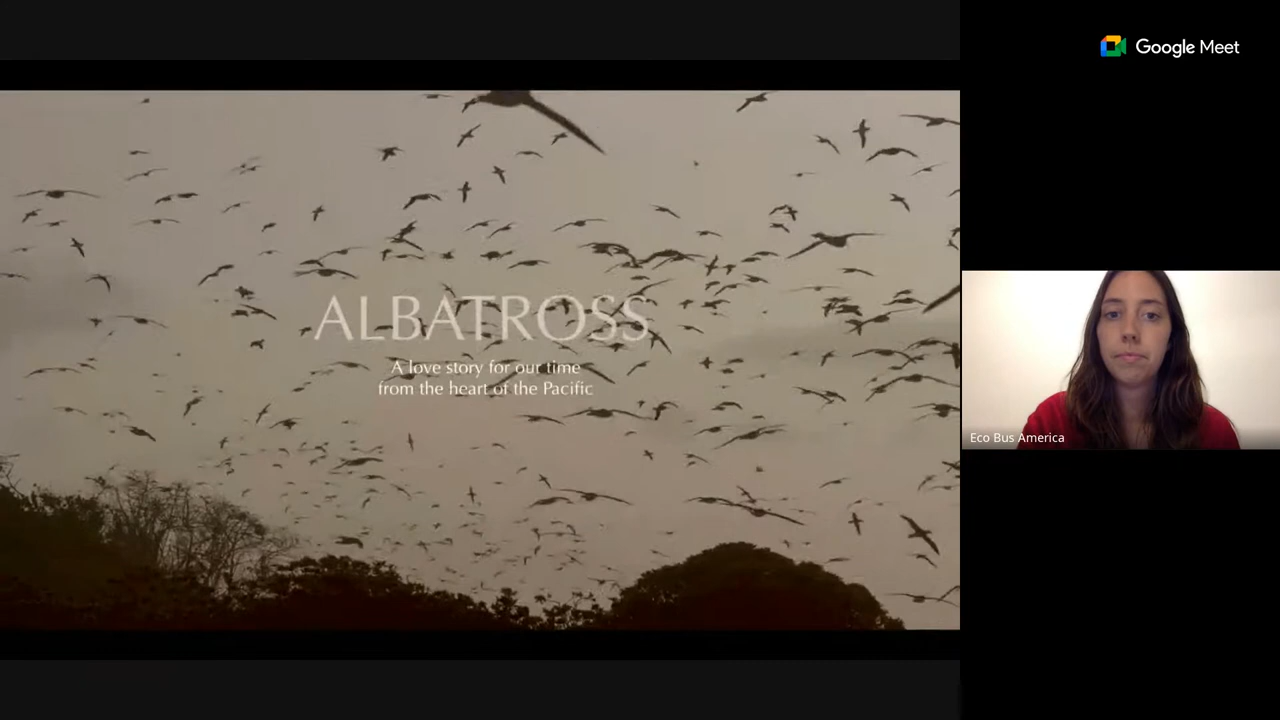 Google Meet
ALBATROSS
A love story for our time
from the heart of the Pacific
Eco Bus America